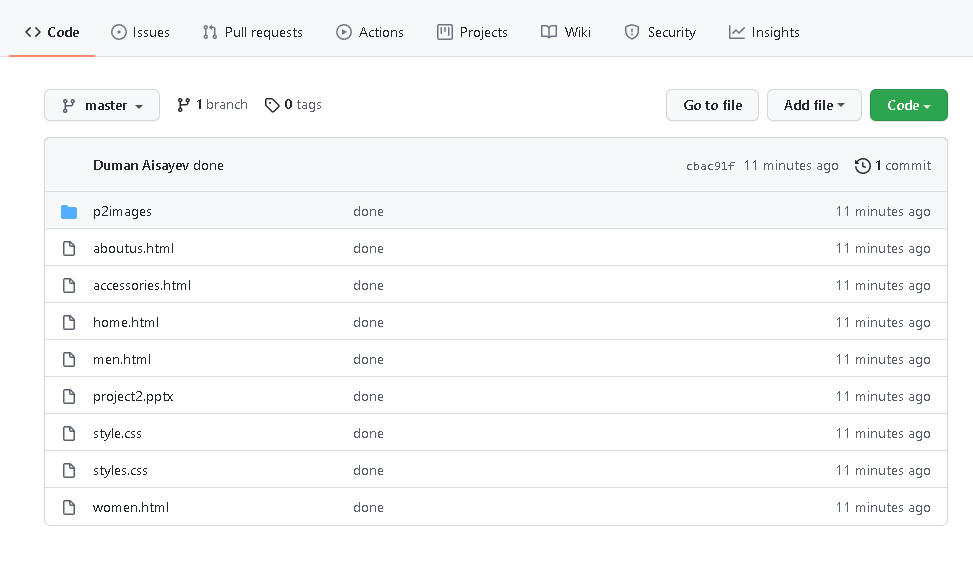 Code Issues Pull requests Actions Projects Wiki Security Insights
master 1 branch 0 tags Go to file Add file Code
Duman Aisayev done cbac91f 11 minutes ago 1 commit
p2images done 11 minutes ago
aboutus.html done 11 minutes ago
accessories.html done 11 minutes ago
home.html done 11 minutes ago
men.html done 11 minutes ago
project2.pptx done 11 minutes ago
style.css done 11 minutes ago
styles.css done 11 minutes ago
women.html done 11 minutes ago